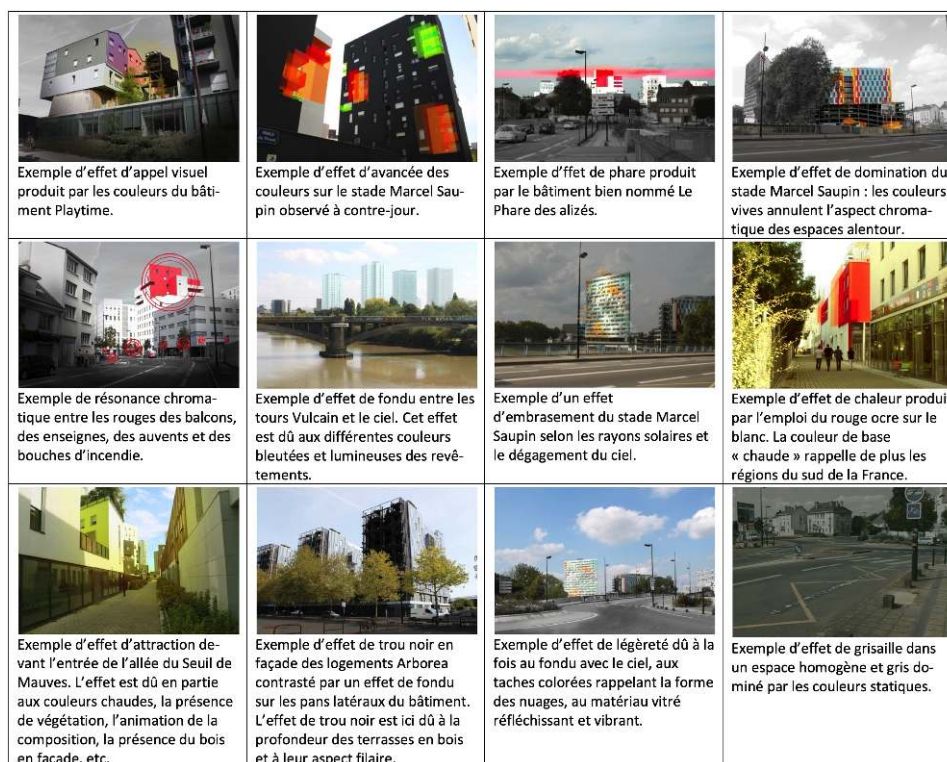 Exemple d'effet d'appel visuel
produit par les couleurs du bâti-
ment Playtime.
Exemple d'effet d'avancée des
couleurs sur le stade Marcel Sau-
pin observé à contre-jour.
Exemple d'ffet de phare produit
par le bâtiment bien nommé Le
Phare des alizés.
Exemple d'effet de domination du
stade Marcel Saupin : les couleurs
vives annulent l'aspect chroma-
tique des espaces alentour.
Exemple de résonance chroma-
tique entre les rouges des balcons,
des enseignes, des auvents et des
bouches d'incendie.
Exemple d'effet de fondu entre les
tours Vulcain et le ciel. Cet effet
est dû aux différentes couleurs
bleutées et lumineuses des revê-
tements.
Exemple d'un effet
d'embrasement du stade Marcel
Saupin selon les rayons solaires et
le dégagement du ciel.
Exemple d'effet de chaleur produit
par l'emploi du rouge ocre sur le
blanc. La couleur de base
« chaude » rappelle de plus les
régions du sud de la France.
Exemple d'effet d'attraction de-
vant l'entrée de l'allée du Seuil de
Mauves. L'effet est dû en partie
aux couleurs chaudes, la présence
de végétation, l'animation de la
composition, la présence du bois
en façade, etc.
Exemple d'effet de trou noir en
façade des logements Arborea
contrasté par un effet de fondu
sur les pans latéraux du bâtiment.
L'effet de trou noir est ici dû à la
profondeur des terrasses en bois
et à leur aspect filaire.
Exemple d'effet de légèreté dû à la
fois au fondu avec le ciel, aux
taches colorées rappelant la forme
des nuages, au matériau vitré
réfléchissant et vibrant.
Exemple d'effet de grisaille dans
un espace homogène et gris do-
miné par les couleurs statiques.